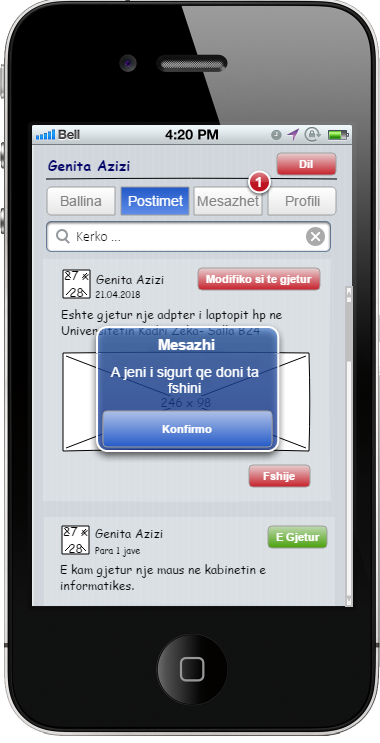 Bell 4:20 PM
Genita Azizi Dil
1
Ballina Postimet Mesazhet Profili
Kerko ...
27
28
Genita Azizi
21.04.2018
Modifiko si te gjetur
Eshte gjetur nje adpter i laptopit hp ne
Universitetin Kadri Zeka- Salla B24
Mesazhi
A jeni i sigurt qe doni ta
fshini
246 x 98
Konfirmo
Fshije
27
28
Genita Azizi
Para 1 jave
E Gjetur
E kam gjetur nje maus ne kabinetin e
informatikes.